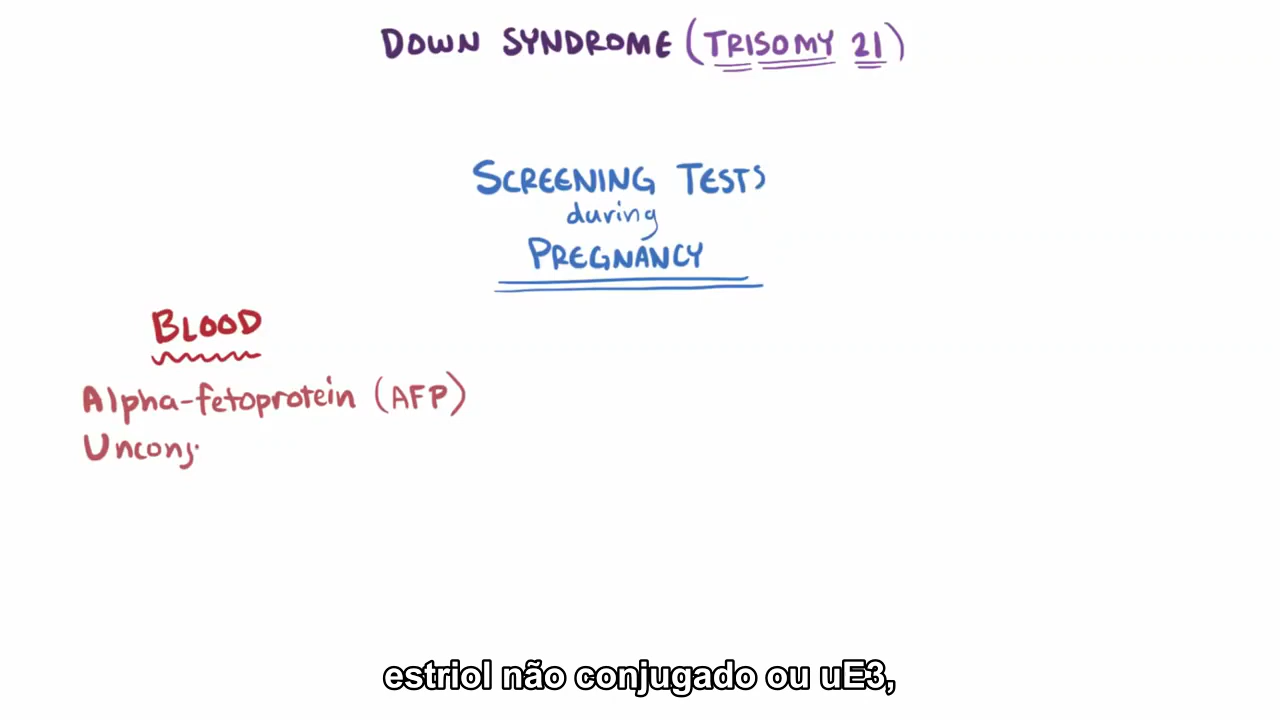 DOWN SYNDROME (TRISOMY 21)
SCREENING TESTS
during
PREGNANCY
BLOOD
Alpha-fetoprotein (AFP)
Unconj
estriol não conjugado ou uE3,